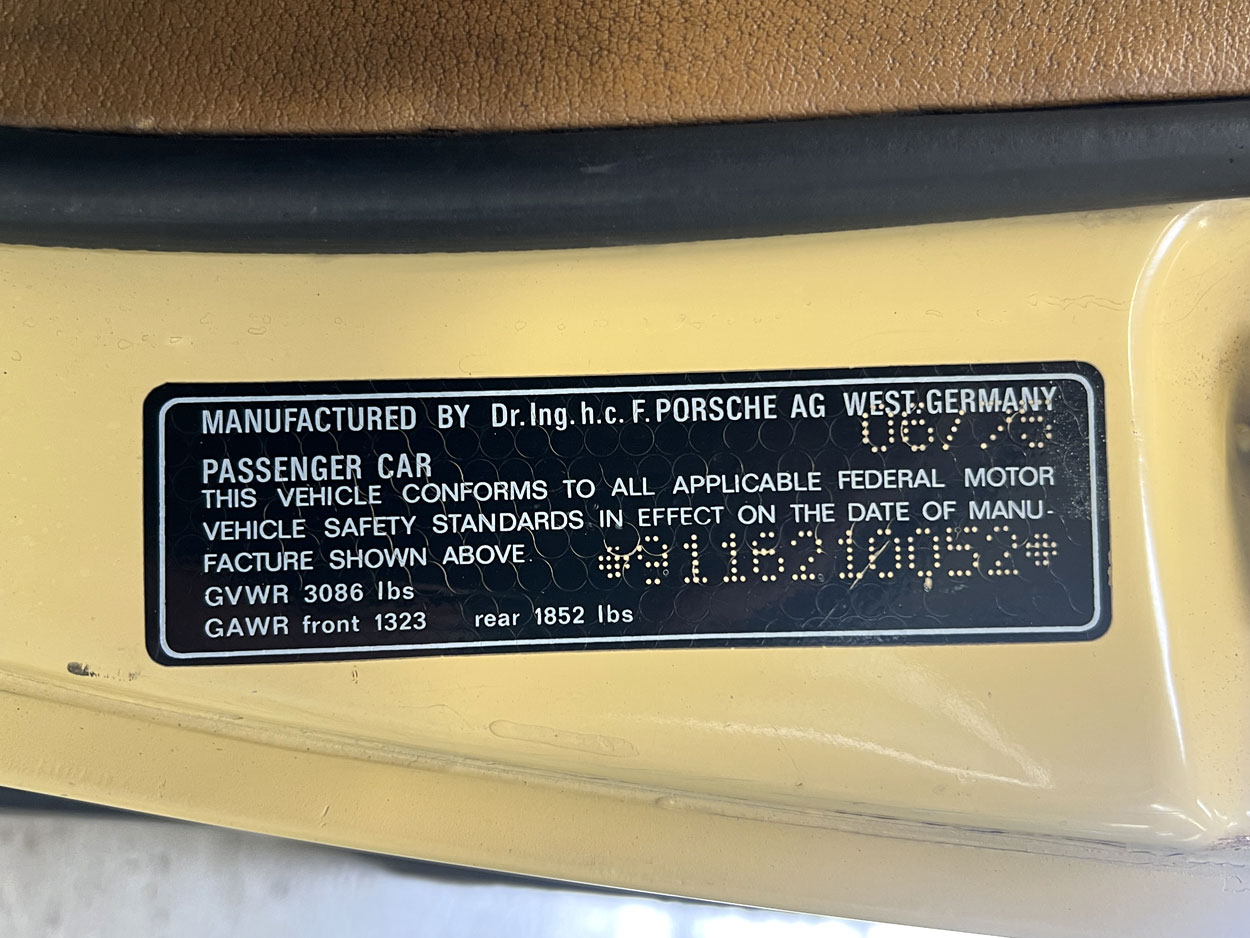 MANUFACTURED BY Dr.Ing.h.c. F.PORSCHE AG WEST-GERMANY
06/75
PASSENGER CAR
THIS VEHICLE CONFORMS TO ALL APPLICABLE FEDERAL MOTOR
VEHICLE SAFETY STANDARDS IN EFFECT ON THE DATE OF MANU-
FACTURE SHOWN ABOVE. *9116210052*
GVWR 3086 lbs
GAWR front 1323 rear 1852 lbs